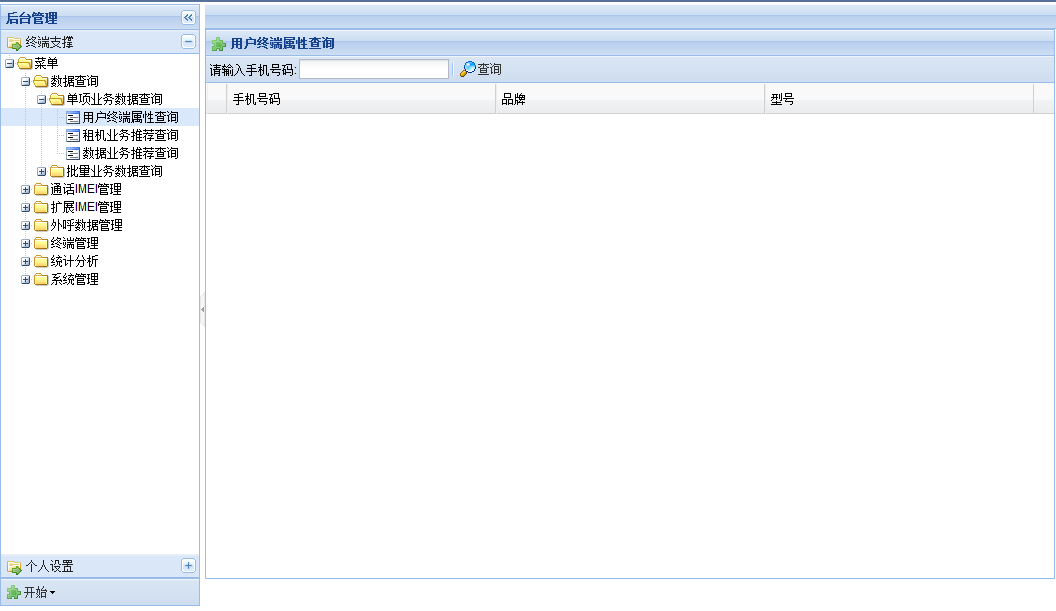 后台管理
终端支撑
菜单
数据查询
单项业务数据查询
用户终端属性查询
租机业务推荐查询
数据业务推荐查询
批量业务数据查询
通话IMEI管理
扩展IMEI管理
外呼数据管理
终端管理
统计分析
系统管理
个人设置
开始
用户终端属性查询
请输入手机号码: 查询
手机号码 品牌 型号